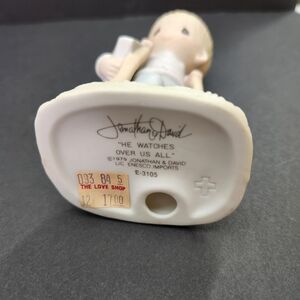 Jonathan & David
"HE WATCHES
OVER US ALL"
©1979 JONATHAN & DAVID
LIC. ENESCO IMPORTS
E-3105
033 84 5
THE LOVE SHOP
12 1700